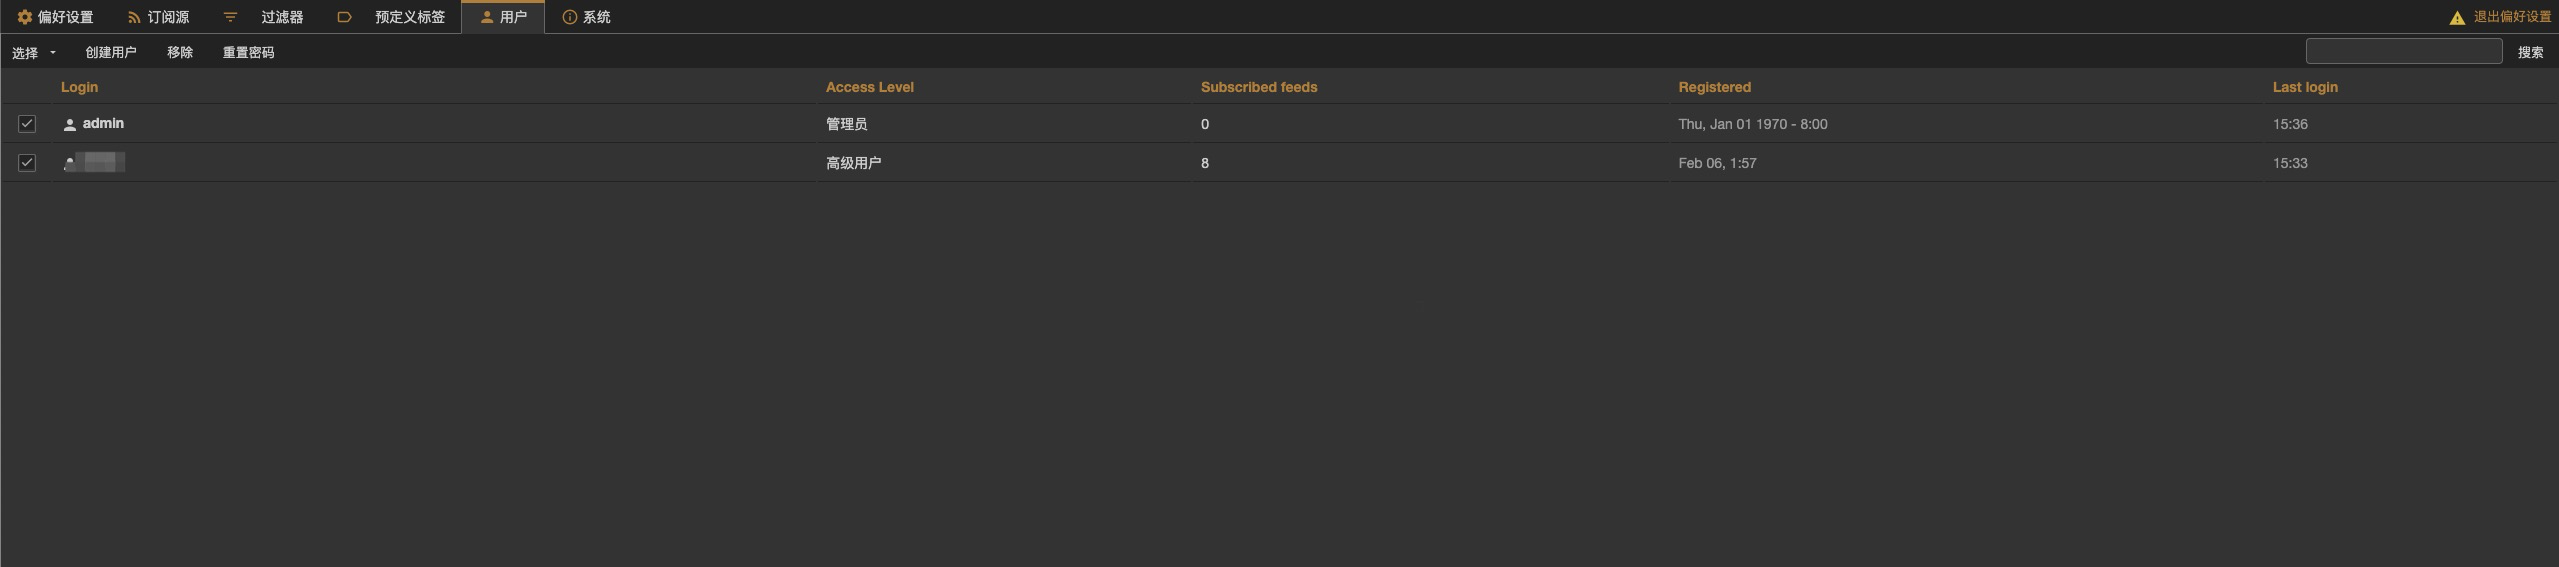 偏好设置 订阅源 过滤器 预定义标签 用户 系统 退出偏好设置
选择 创建用户 移除 重置密码 搜索
Login Access Level Subscribed feeds Registered Last login
admin 管理员 0 Thu, Jan 01 1970 - 8:00 15:36
高级用户 8 Feb 06, 1:57 15:33